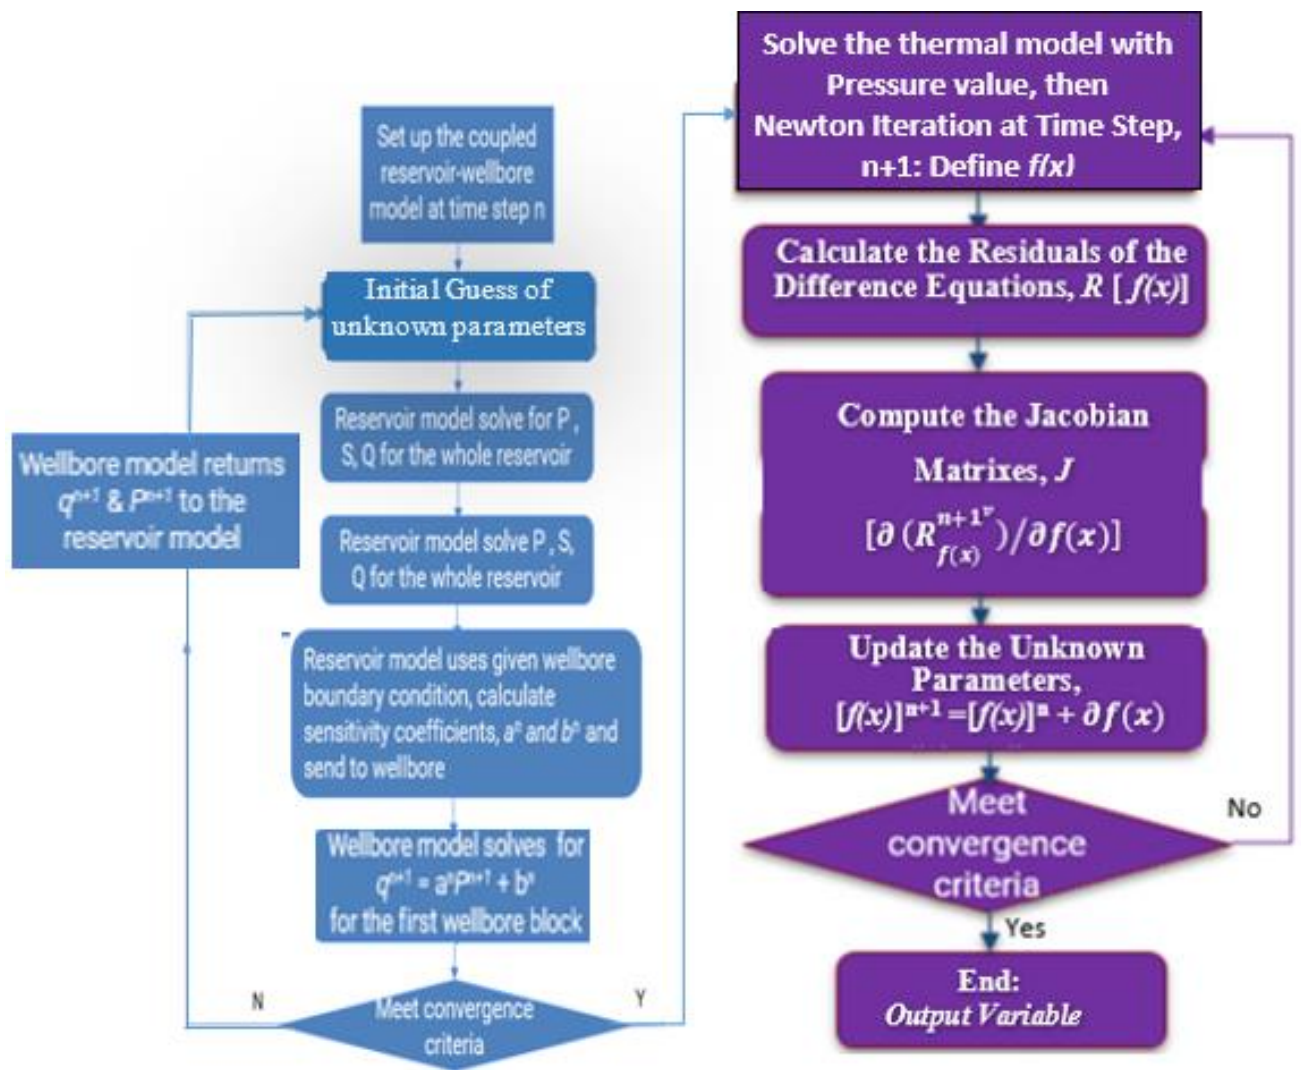 Set up the coupled
reservoir-wellbore
model at time step n
Initial Guess of
unknown parameters
Reservoir model solve for P ,
S, Q for the whole reservoir
Reservoir model solve P , S,
Q for the whole reservoir
Reservoir model uses given wellbore
boundary condition, calculate
sensitivity coefficients, aⁿ and bⁿ and
send to wellbore
Wellbore model solves for
qⁿ⁺¹ = aⁿPⁿ⁺¹ + bⁿ
for the first wellbore block
Meet convergence
criteria
N
Y
Wellbore model returns
qⁿ⁺¹ & Pⁿ⁺¹ to the
reservoir model
Solve the thermal model with
Pressure value, then
Newton Iteration at Time Step,
n+1: Define f(x)
Calculate the Residuals of the
Difference Equations, R [ f(x)]
Compute the Jacobian
Matrixes, J
[∂ (R_{f(x)}^{n+1^v})/∂f(x)]
Update the Unknown
Parameters,
[f(x)]ⁿ⁺¹ =[f(x)]ⁿ + ∂f(x)
Meet
convergence
criteria
No
Yes
End:
Output Variable